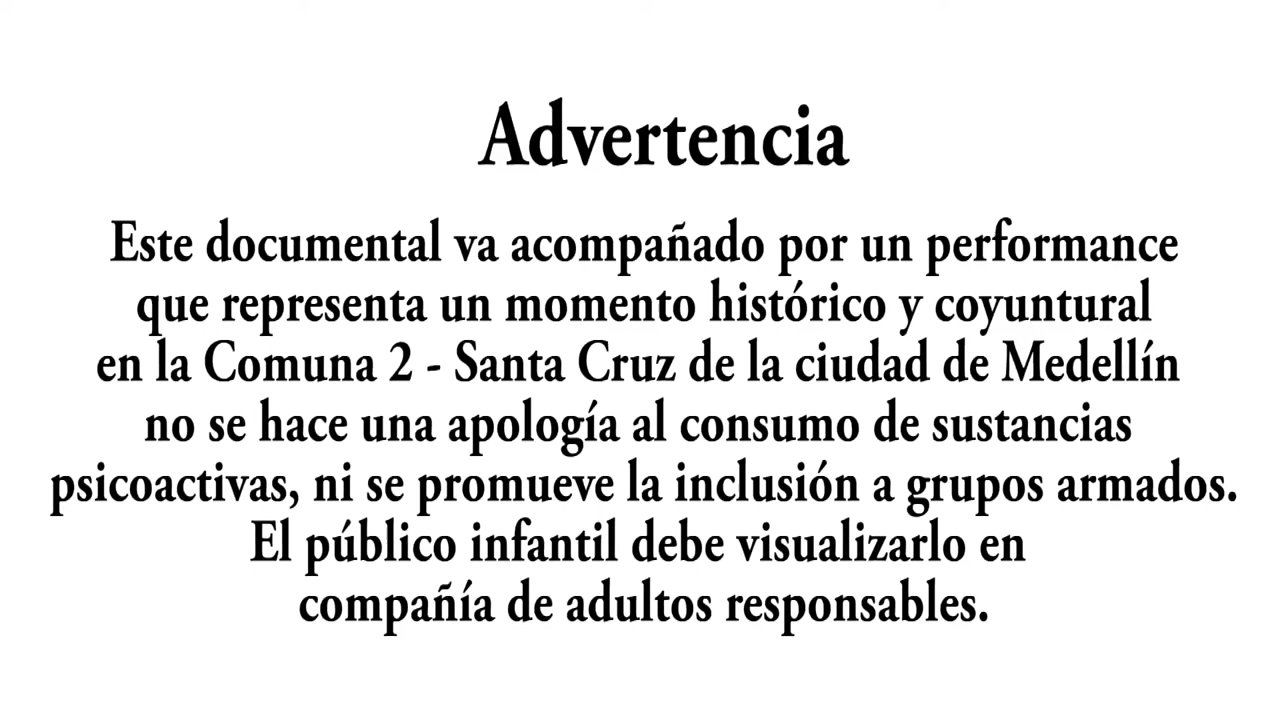 Advertencia
Este documental va acompañado por un performance
que representa un momento histórico y coyuntural
en la Comuna 2 - Santa Cruz de la ciudad de Medellín
no se hace una apología al consumo de sustancias
psicoactivas, ni se promueve la inclusión a grupos armados.
El público infantil debe visualizarlo en
compañía de adultos responsables.